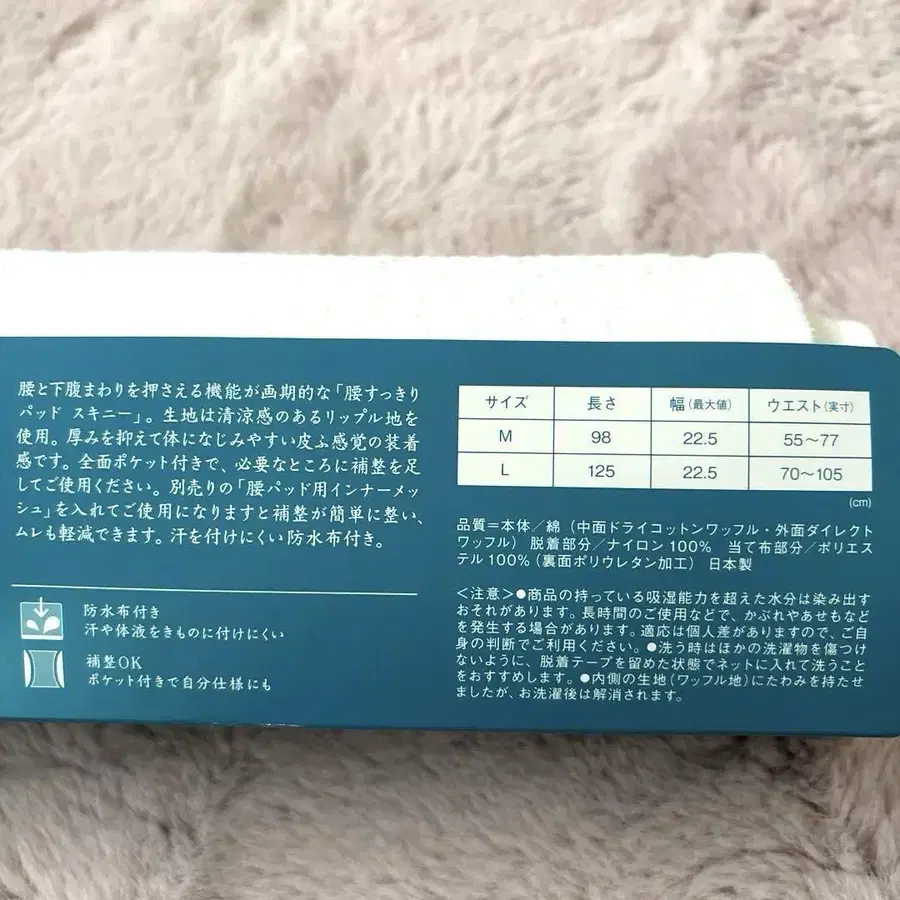 腰と下腹まわりを押さえる機能が画期的な「腰すっきり
パッド スキニー」。生地は清涼感のあるリップル地を
使用。厚みを抑えて体になじみやすい皮ふ感覚の装着
感です。全面ポケット付きで、必要なところに補整を足
してご使用ください。別売りの「腰パッド用インナーメッ
シュ」を入れてご使用になりますと補整が簡単に整い、
ムレも軽減できます。汗を付けにくい防水布付き。
防水布付き
汗や体液をきものに付けにくい
補整OK
ポケット付きで自分仕様にも
サイズ 長さ 幅(最大値) ウエスト(実寸)
M 98 22.5 55〜77
L 125 22.5 70〜105
(cm)
品質=本体/綿(中面ドライコットンワッフル・外面ダイレクト
ワッフル) 脱着部分/ナイロン100% 当て布部分/ポリエス
テル100%(裏面ポリウレタン加工) 日本製
<注意>●商品の持っている吸湿能力を超えた水分は染み出す
おそれがあります。長時間のご使用などで、かぶれやあせもなど
を発生する場合があります。適応は個人差がありますので、ご自
身の判断でご利用ください。●洗う時はほかの洗濯物を傷つけ
ないように、脱着テープを留めた状態でネットに入れて洗うこと
をおすすめします。●内側の生地(ワッフル地)にたわみを持たせ
ましたが、お洗濯後は解消されます。